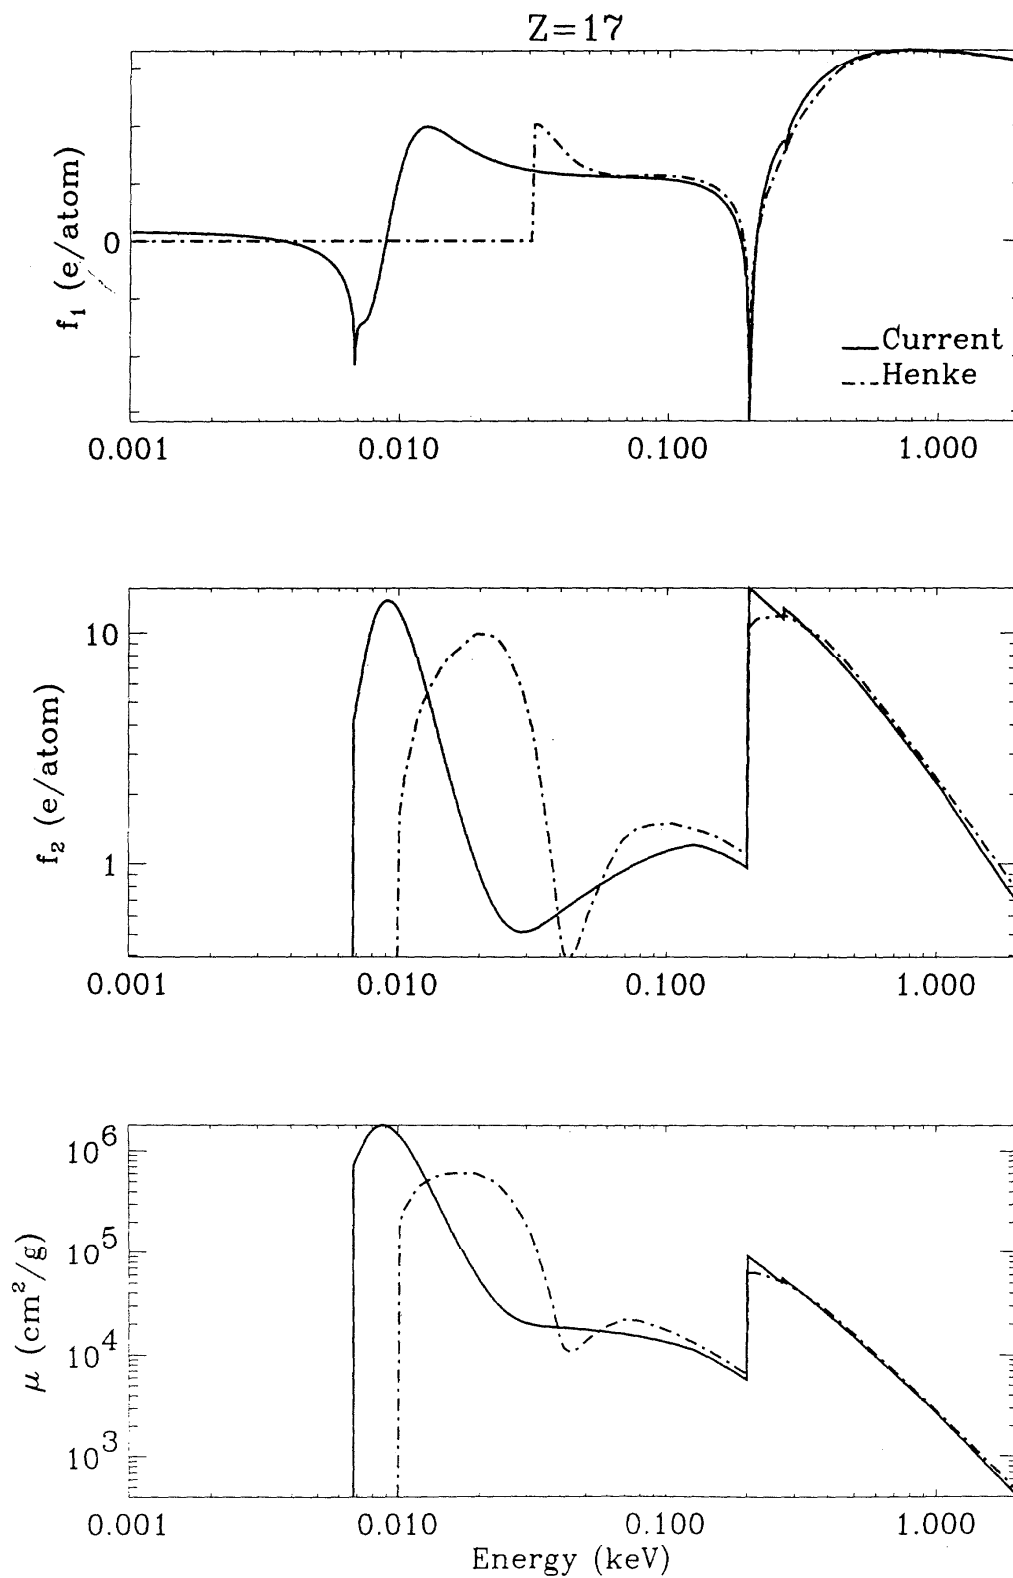 Z=17
f₁ (e/atom)
0
Current
Henke
0.001 0.010 0.100 1.000
f₂ (e/atom)
10
1
0.001 0.010 0.100 1.000
μ (cm²/g)
10⁶
10⁵
10⁴
10³
0.001 0.010 0.100 1.000
Energy (keV)